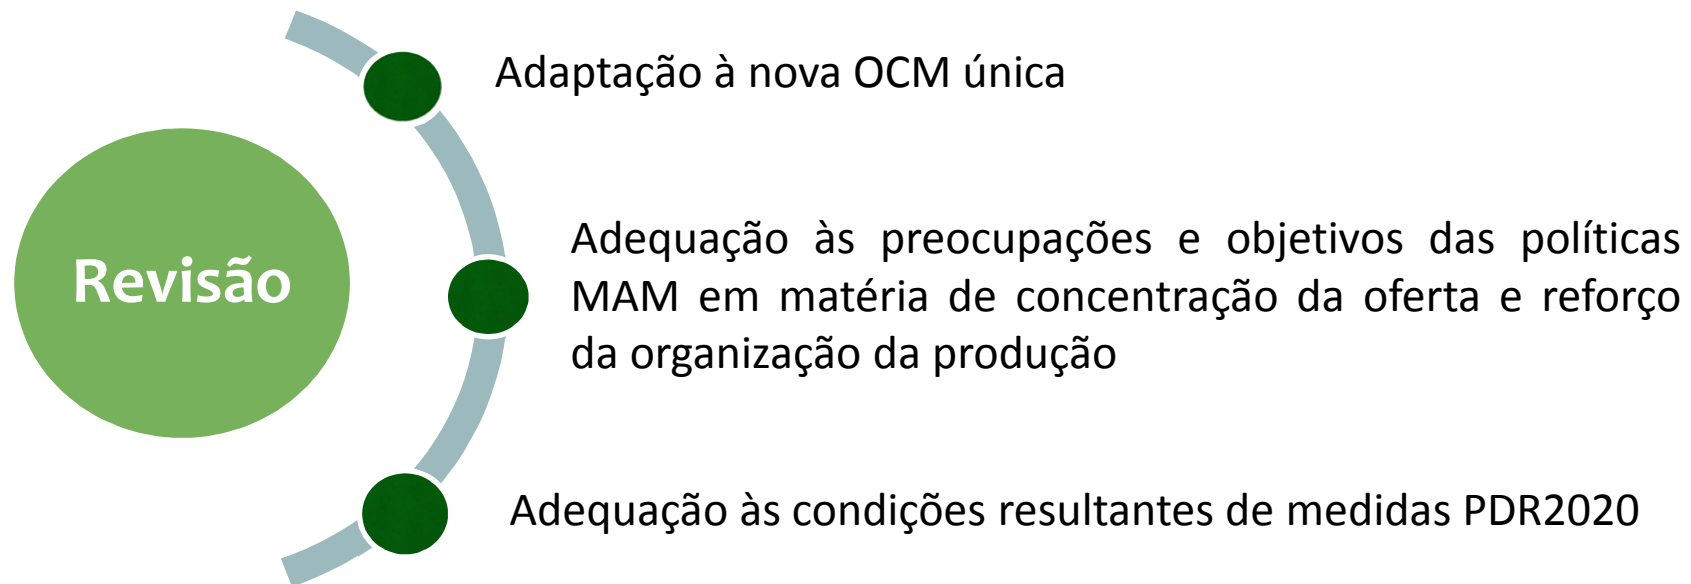 Adaptação à nova OCM única
Revisão
Adequação às preocupações e objetivos das políticas
MAM em matéria de concentração da oferta e reforço
da organização da produção
Adequação às condições resultantes de medidas PDR2020